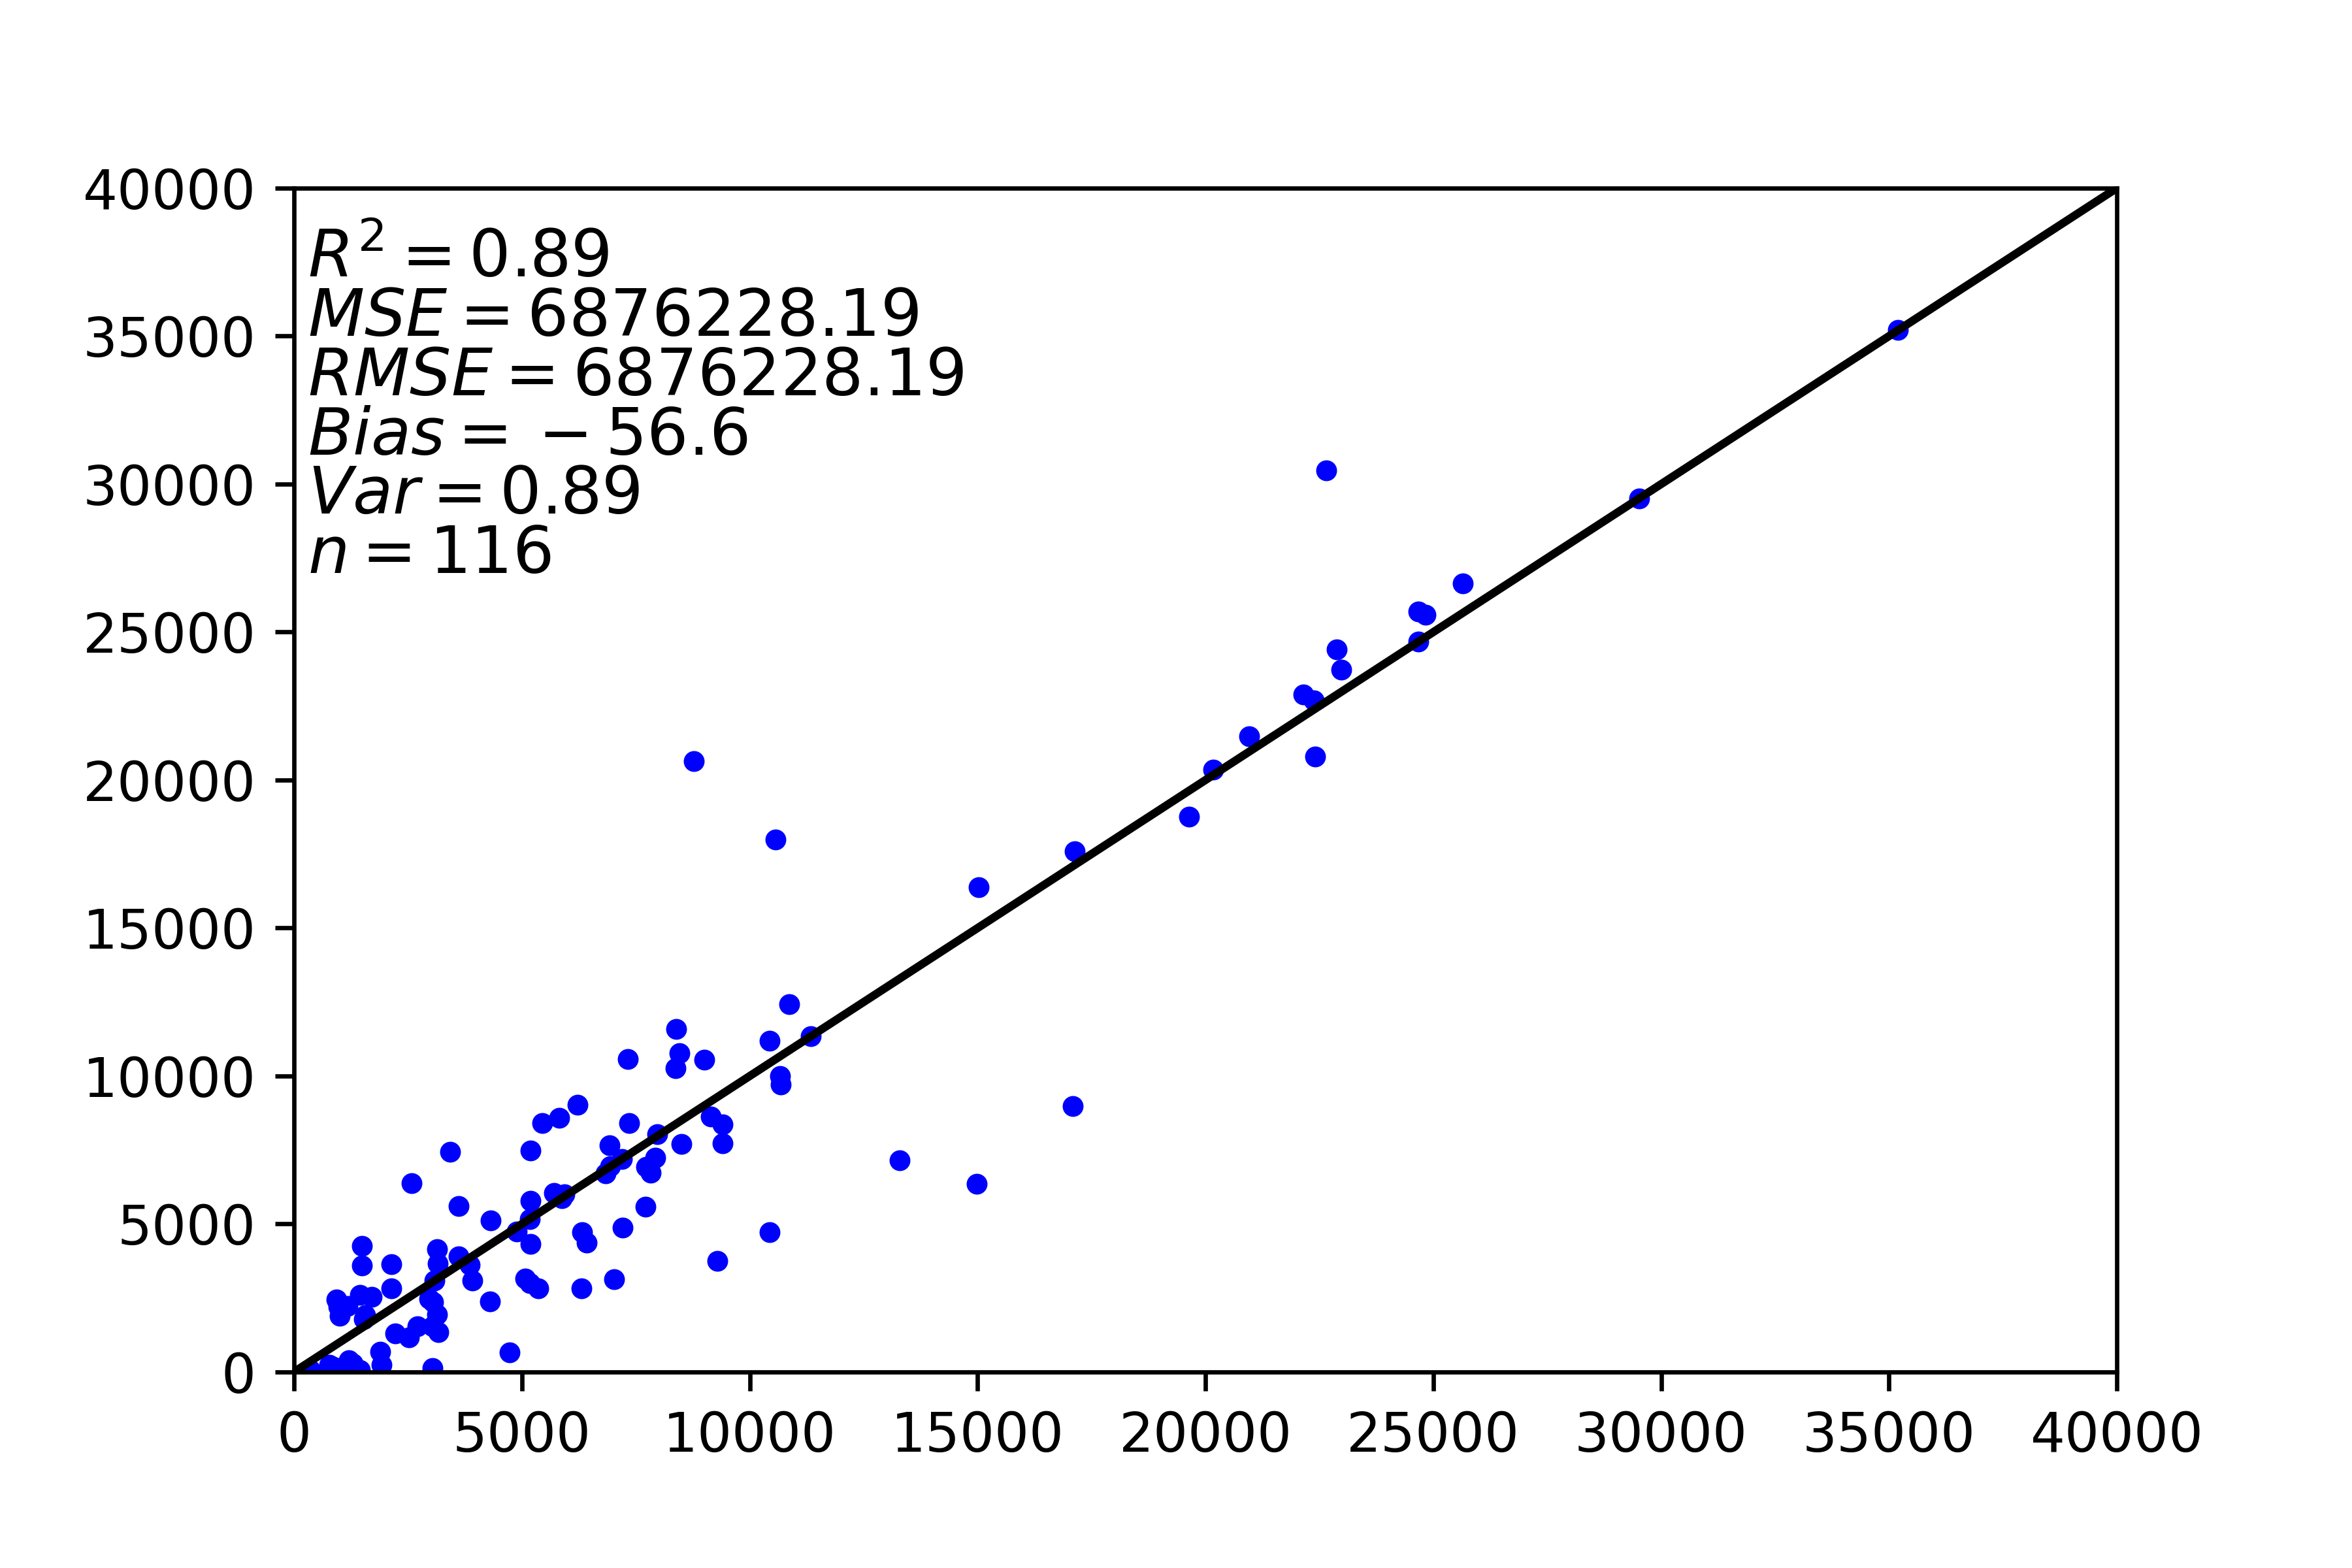 40000
35000
30000
25000
20000
15000
10000
5000
0
R² = 0.89
MSE = 6876228.19
RMSE = 6876228.19
Bias = −56.6
Var = 0.89
n = 116
0 5000 10000 15000 20000 25000 30000 35000 40000